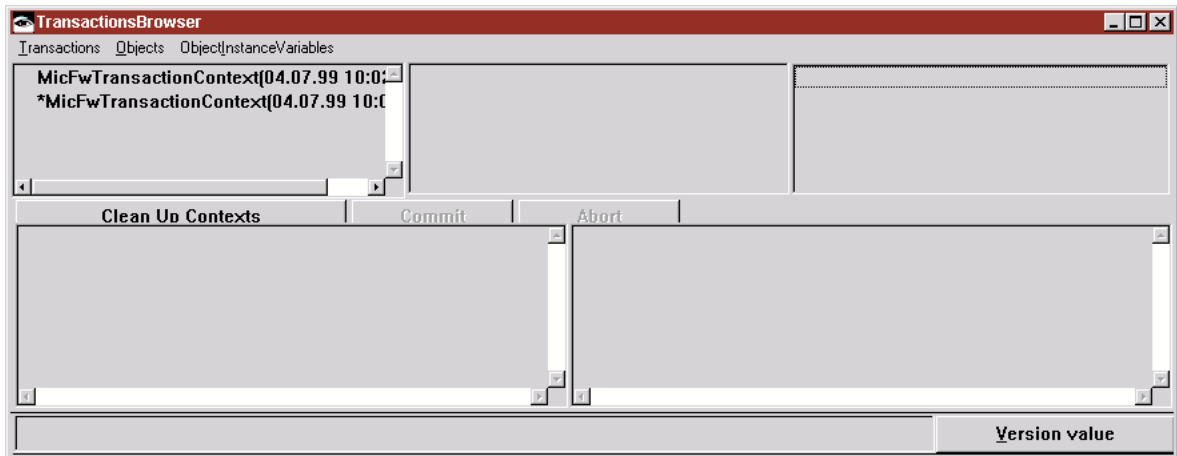 TransactionsBrowser
Transactions Objects ObjectInstanceVariables
MicFwTransactionContext(04.07.99 10:02
*MicFwTransactionContext(04.07.99 10:0
Clean Up Contexts Commit Abort
Version value